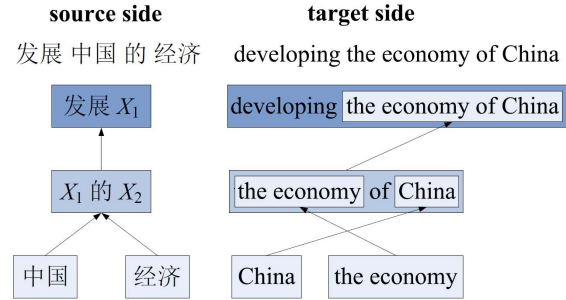 source side
target side
发展 中国 的 经济
developing the economy of China
发展 X1
developing the economy of China
X1 的 X2
the economy of China
中国
经济
China
the economy